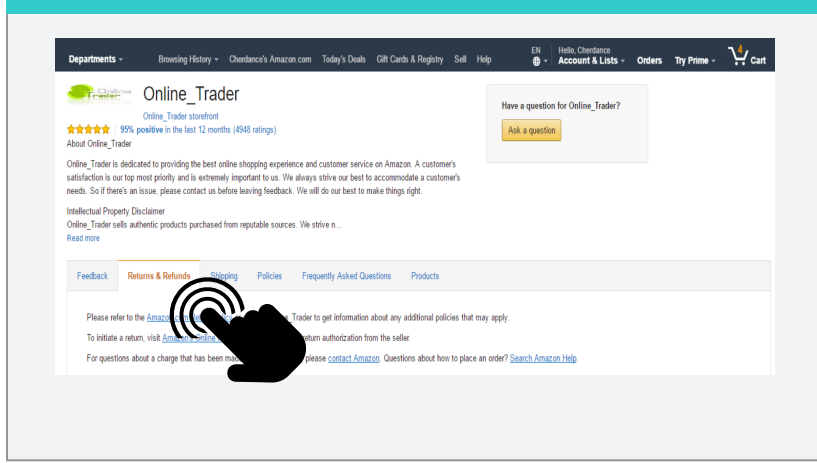 EN
Hello, Cherdance
4
Departments
Browsing History
Cherdance's Amazon.com
Today's Deals
Gift Cards & Registry
Sell
Help
Account & Lists
Orders
Try Prime
Cart
Online
Trader
Online_Trader
Online_Trader storefront
95% positive in the last 12 months (4948 ratings)
About Online_Trader
Online_Trader is dedicated to providing the best online shopping experience and customer service on Amazon. A customer's
satisfaction is our top most priority and is extremely important to us. We always strive our best to accommodate a customer's
needs. So if there's an issue, please contact us before leaving feedback. We will do our best to make things right.
Intellectual Property Disclaimer
Online_Trader sells authentic products purchased from reputable sources. We strive n...
Read more
Have a question for Online_Trader?
Ask a question
Feedback
Returns & Refunds
Shipping
Policies
Frequently Asked Questions
Products
Please refer to the Amazon.com Trader to get information about any additional policies that may apply.
To initiate a return, visit Amazon's Online return authorization from the seller.
For questions about a charge that has been please contact Amazon. Questions about how to place an order? Search Amazon Help.